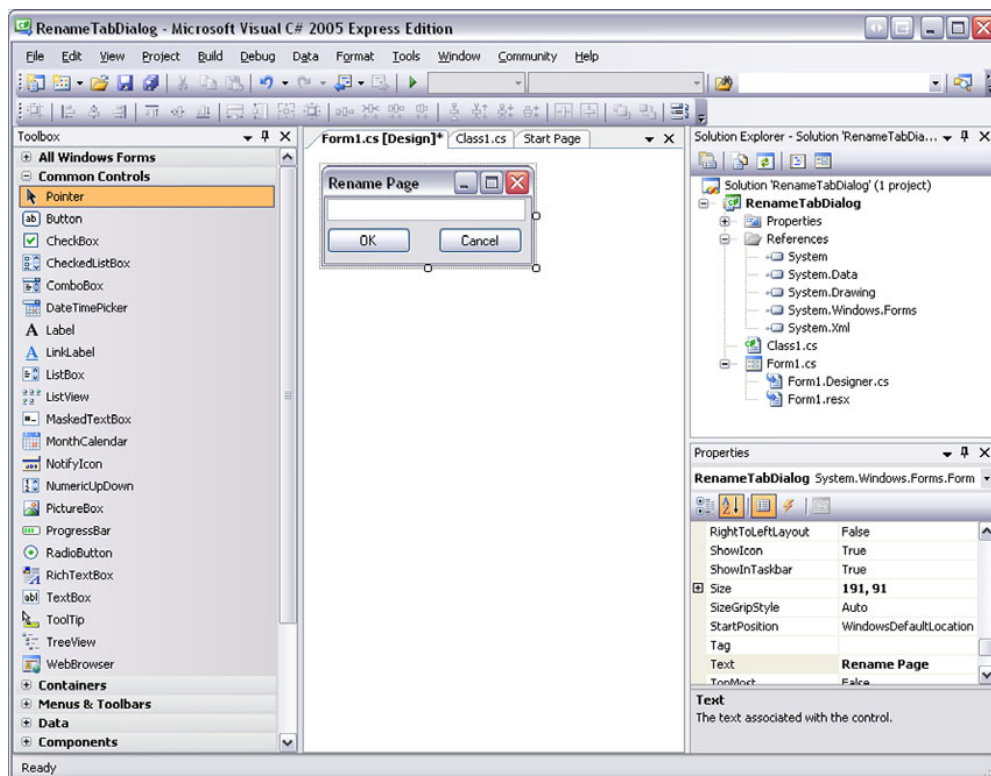 RenameTabDialog - Microsoft Visual C# 2005 Express Edition
File Edit View Project Build Debug Data Format Tools Window Community Help
Toolbox
All Windows Forms
Common Controls
Pointer
Button
CheckBox
CheckedListBox
ComboBox
DateTimePicker
A Label
A LinkLabel
ListBox
ListView
MaskedTextBox
MonthCalendar
NotifyIcon
NumericUpDown
PictureBox
ProgressBar
RadioButton
RichTextBox
TextBox
ToolTip
TreeView
WebBrowser
Containers
Menus & Toolbars
Data
Components
Form1.cs [Design]* Class1.cs Start Page
Rename Page
OK Cancel
Solution Explorer - Solution 'RenameTabDia...
Solution 'RenameTabDialog' (1 project)
RenameTabDialog
Properties
References
System
System.Data
System.Drawing
System.Windows.Forms
System.Xml
Class1.cs
Form1.cs
Form1.Designer.cs
Form1.resx
Properties
RenameTabDialog System.Windows.Forms.Form
RightToLeftLayout False
ShowIcon True
ShowInTaskbar True
Size 191, 91
SizeGripStyle Auto
StartPosition WindowsDefaultLocation
Tag
Text Rename Page
TopMost False
Text
The text associated with the control.
Ready